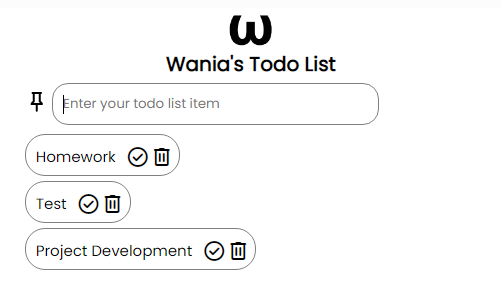 ω
Wania's Todo List
Enter your todo list item
Homework
Test
Project Development